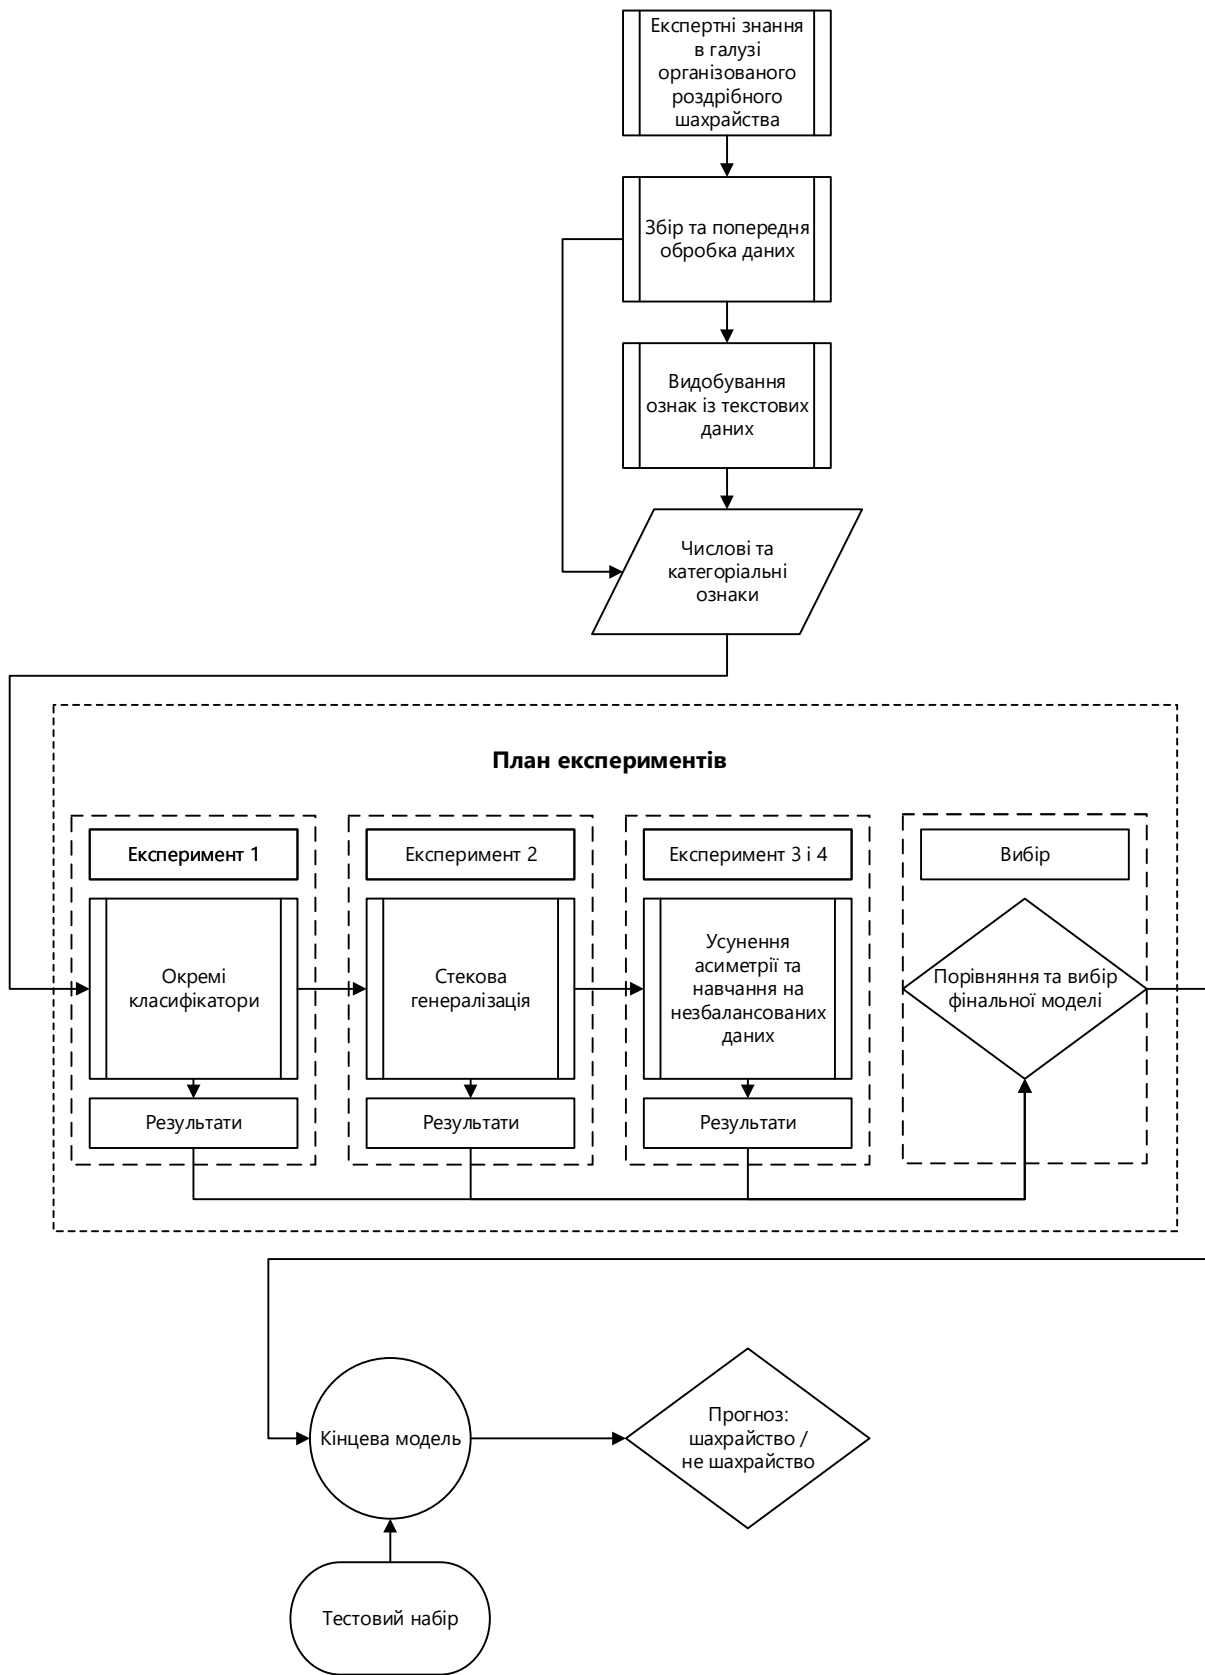 Експертні знання
в галузі
організованого
роздрібного
шахрайства
Збір та попередня
обробка даних
Видобування
ознак із текстових
даних
Числові та
категоріальні
ознаки
План експериментів
Експеримент 1
Експеримент 2
Експеримент 3 і 4
Вибір
Окремі
класифікатори
Стекова
генералізація
Усунення
асиметрії та
навчання на
незбалансованих
даних
Порівняння та вибір
фінальної моделі
Результати
Результати
Результати
Кінцева модель
Прогноз:
шахрайство /
не шахрайство
Тестовий набір